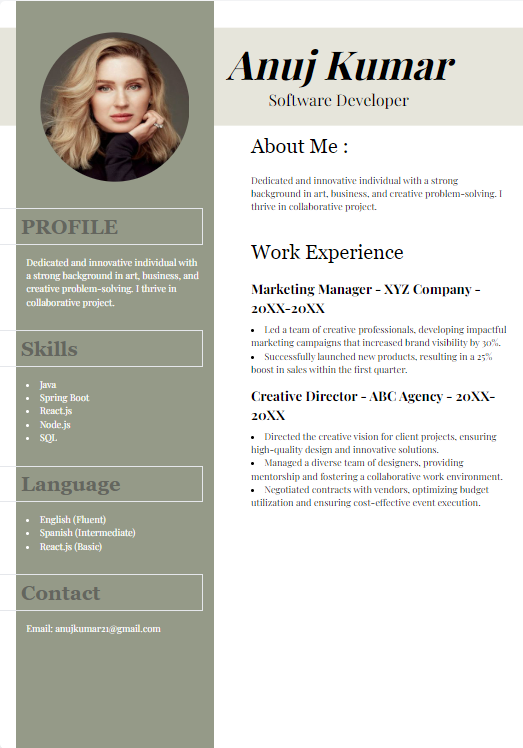 Anuj Kumar
Software Developer
PROFILE
Dedicated and innovative individual with
a strong background in art, business, and
creative problem-solving. I thrive in
collaborative project.
Skills
• Java
• Spring Boot
• React.js
• Node.js
• SQL
Language
• English (Fluent)
• Spanish (Intermediate)
• React.js (Basic)
Contact
Email: anujkumar21@gmail.com
About Me :
Dedicated and innovative individual with a strong
background in art, business, and creative problem-solving. I
thrive in collaborative project.
Work Experience
Marketing Manager - XYZ Company -
20XX-20XX
• Led a team of creative professionals, developing impactful
marketing campaigns that increased brand visibility by 30%.
• Successfully launched new products, resulting in a 25%
boost in sales within the first quarter.
Creative Director - ABC Agency - 20XX-
20XX
• Directed the creative vision for client projects, ensuring
high-quality design and innovative solutions.
• Managed a diverse team of designers, providing
mentorship and fostering a collaborative work environment.
• Negotiated contracts with vendors, optimizing budget
utilization and ensuring cost-effective event execution.